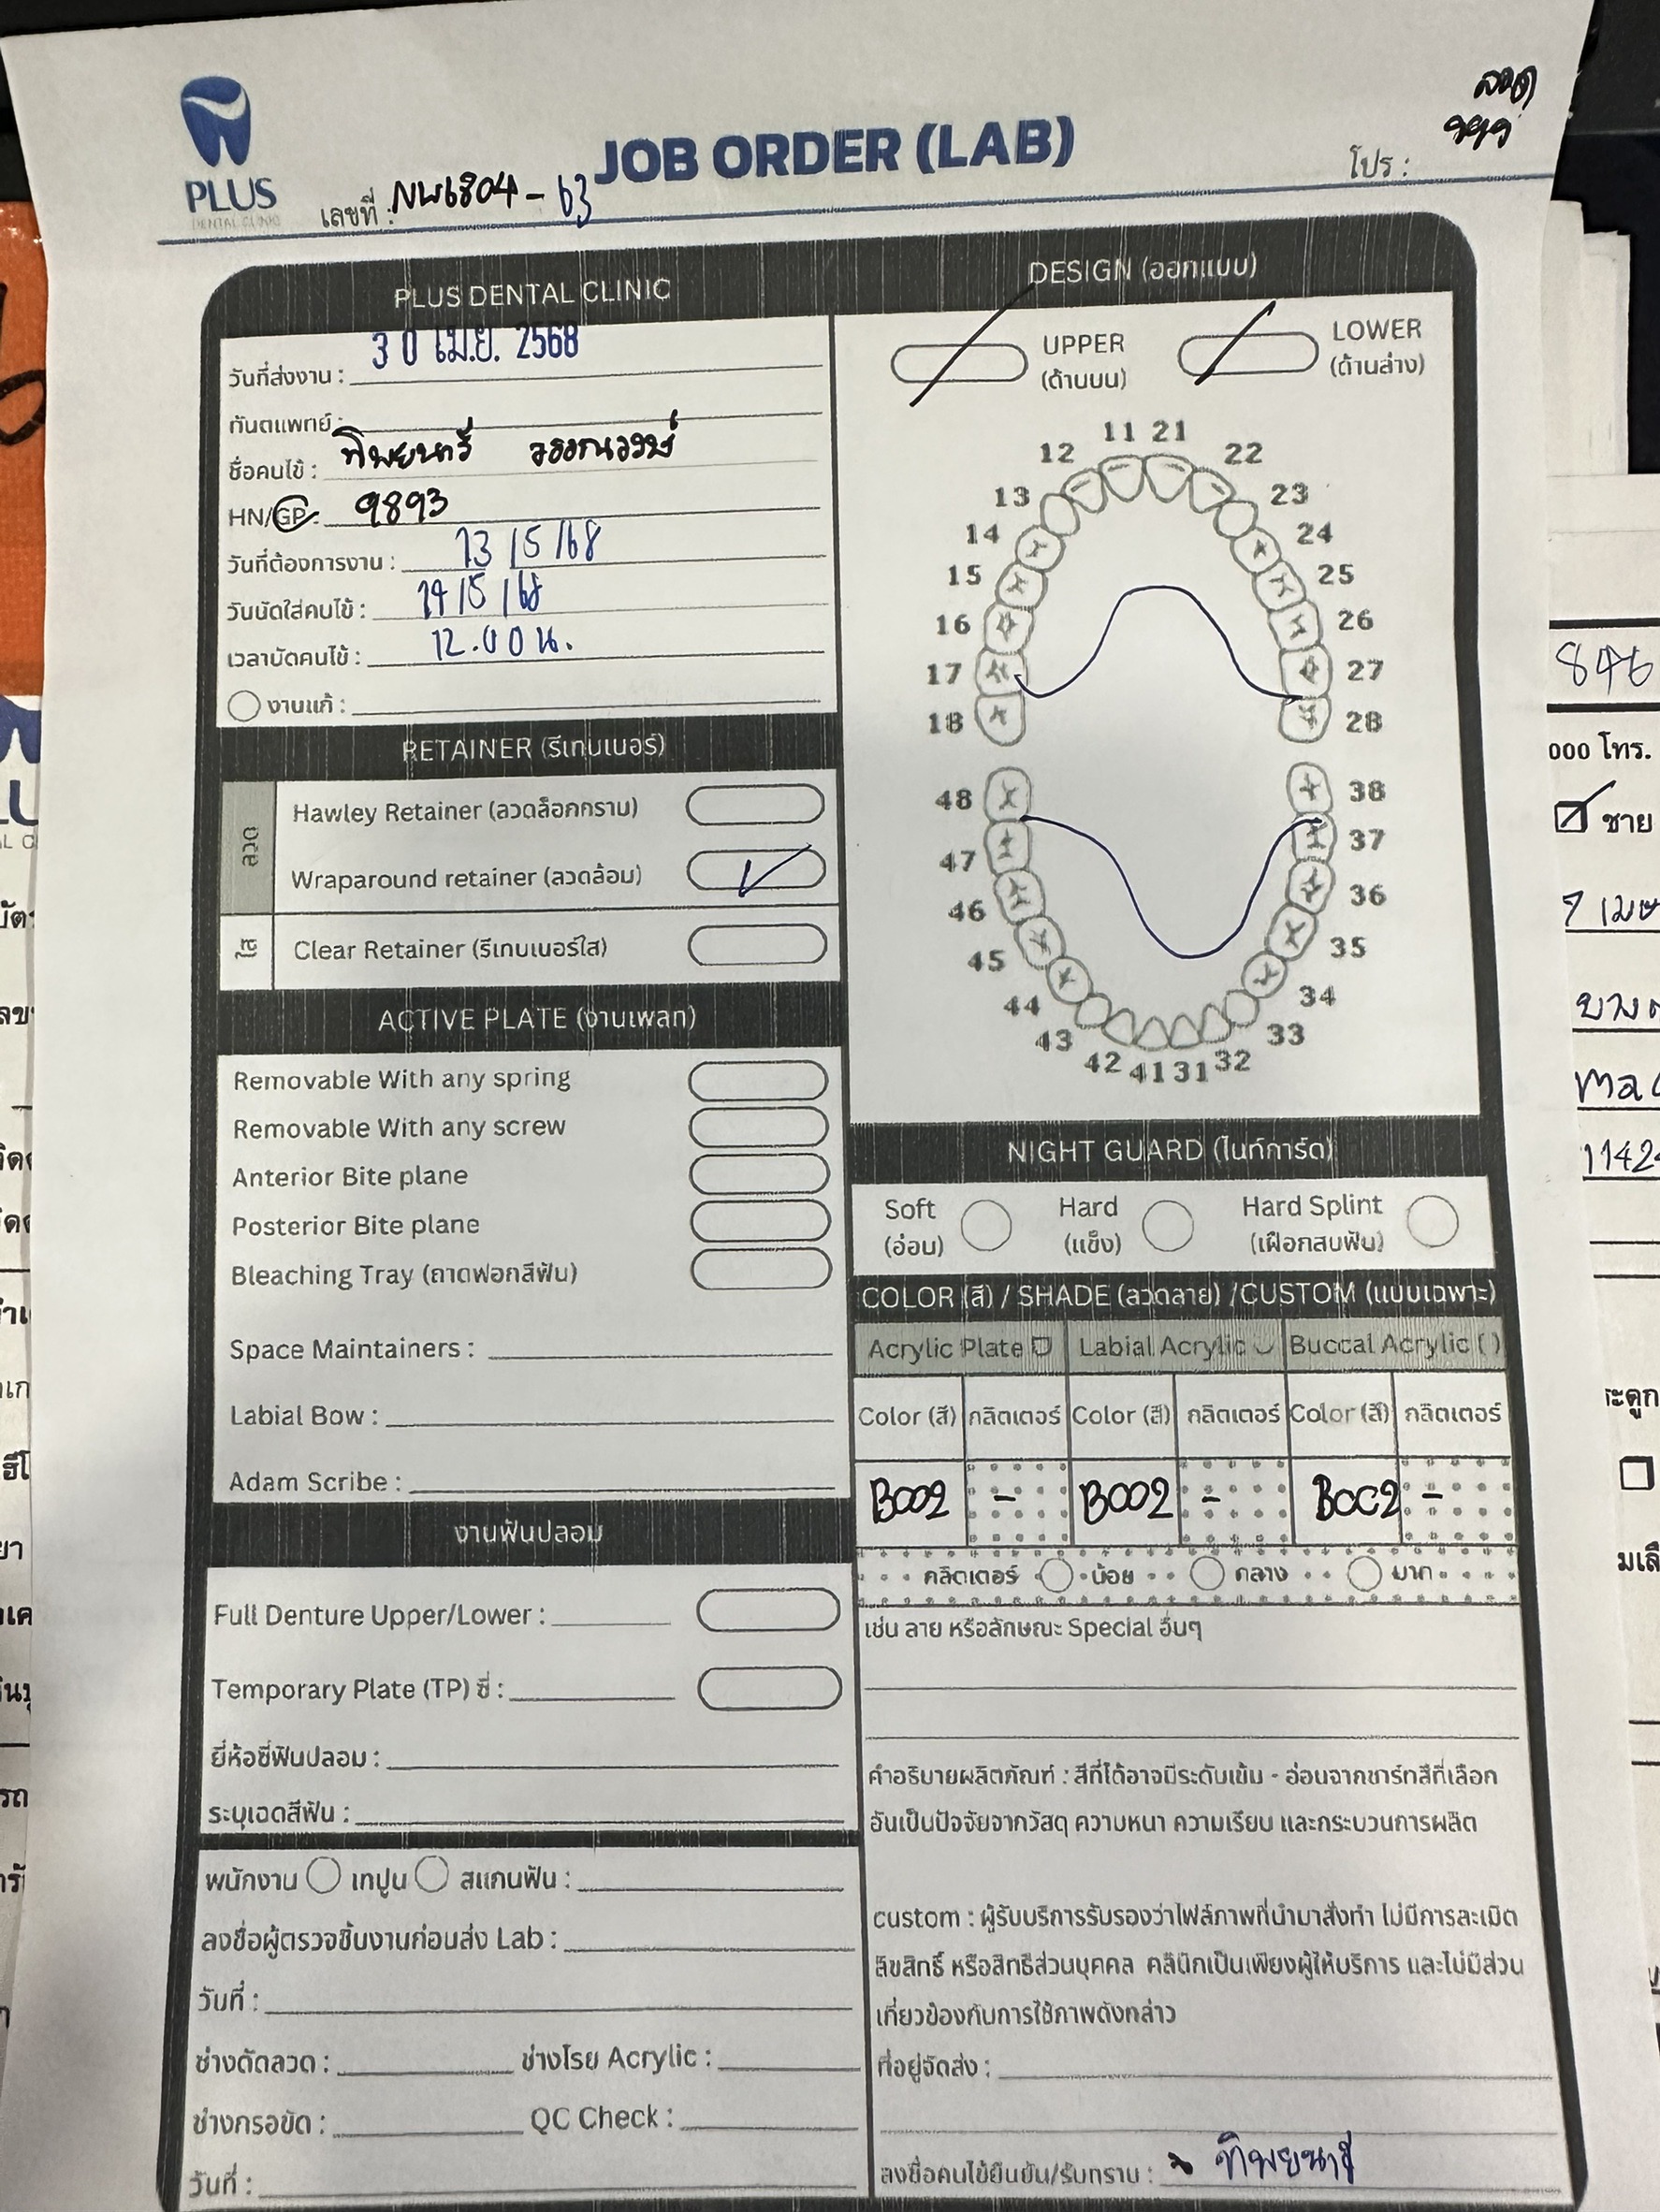 ลวด
999
PLUS
DENTAL CLINIC
JOB ORDER (LAB)
เลขที่ : NW6804-63
โปร :
PLUS DENTAL CLINIC
วันที่ส่งงาน : 30 เม.ย. 2568
ทันตแพทย์ :
ชื่อคนไข้ : ทิพยนารี
HN/GP : 9893
วันที่ต้องการงาน : 13/5/68
วันนัดใส่คนไข้ : 14/5/68
เวลานัดคนไข้ : 12.00 น.
งานแก้ :
RETAINER (รีเทนเนอร์)
ลวด
Hawley Retainer (ลวดล็อกกราม)
Wraparound retainer (ลวดล้อม)
ใส
Clear Retainer (รีเทนเนอร์ใส)
ACTIVE PLATE (งานเพลท)
Removable With any spring
Removable With any screw
Anterior Bite plane
Posterior Bite plane
Bleaching Tray (ถาดฟอกสีฟัน)
Space Maintainers :
Labial Bow :
Adam Scribe :
งานฟันปลอม
Full Denture Upper/Lower :
Temporary Plate (TP) ซี่ :
ยี่ห้อซี่ฟันปลอม :
ระบุเฉดสีฟัน :
พนักงาน เทปูน สแกนฟัน :
ลงชื่อผู้ตรวจชิ้นงานก่อนส่ง Lab :
วันที่ :
ช่างดัดลวด : ช่างโรย Acrylic :
ช่างกรอขัด : QC Check :
วันที่ :
DESIGN (ออกแบบ)
UPPER
(ด้านบน)
LOWER
(ด้านล่าง)
11 21
12 22
13 23
14 24
15 25
16 26
17 27
18 28
48 38
47 37
46 36
45 35
44 34
43 33
42 41 31 32
NIGHT GUARD (ไนท์การ์ด)
Soft Hard Hard Splint
(อ่อน) (แข็ง) (เฝือกสบฟัน)
COLOR (สี) / SHADE (ลวดลาย) /CUSTOM (แบบเฉพาะ)
Acrylic Plate Labial Acrylic Buccal Acrylic ( )
Color (สี) กลิตเตอร์ Color (สี) กลิตเตอร์ Color (สี) กลิตเตอร์
B002 - B002 - B002 -
กลิตเตอร์ น้อย กลาง มาก
เช่น ลาย หรือลักษณะ Special อื่นๆ
คำอธิบายผลิตภัณฑ์ : สีที่ได้อาจมีระดับเข้ม - อ่อนจากชาร์ทสีที่เลือก
อันเป็นปัจจัยจากวัสดุ ความหนา ความเรียบ และกระบวนการผลิต
custom : ผู้รับบริการรับรองว่าไฟล์ภาพที่นำมาสั่งทำ ไม่มีการละเมิด
ลิขสิทธิ์ หรือสิทธิส่วนบุคคล คลินิกเป็นเพียงผู้ให้บริการ และไม่มีส่วน
เกี่ยวข้องกับการใช้ภาพดังกล่าว
ที่อยู่จัดส่ง :
ลงชื่อคนไข้ยืนยัน/รับทราบ : ทิพยนารี
846
000 โทร.
ชาย
11424